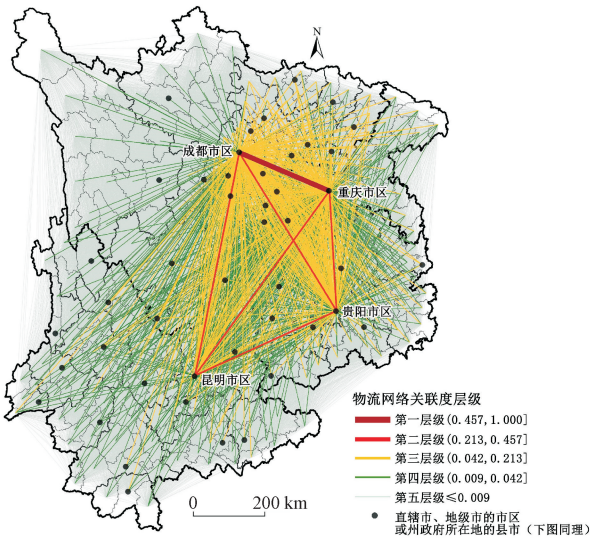 N
成都市区
重庆市区
贵阳市区
昆明市区
物流网络关联度层级
第一层级(0.457,1.000]
第二层级(0.213,0.457]
第三层级(0.042,0.213]
第四层级(0.009,0.042]
第五层级≤0.009
直辖市、地级市的市区
或州政府所在地的县市（下图同理）
0 200 km